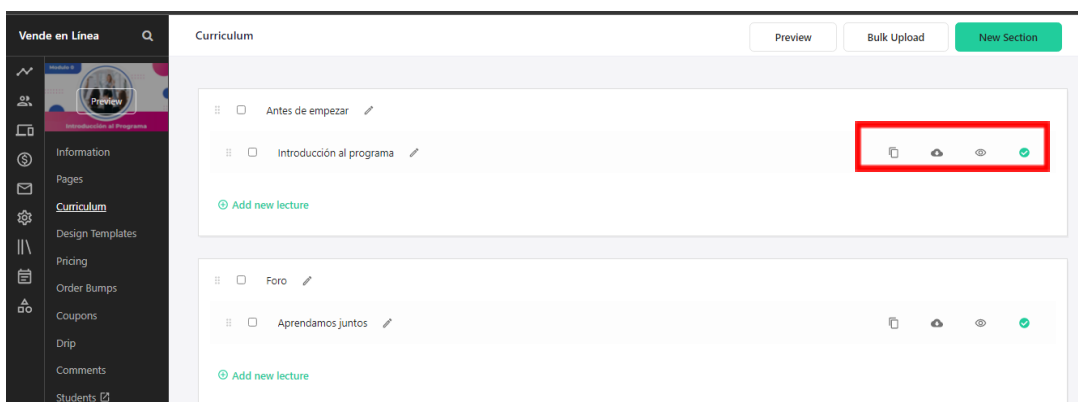 Vende en Línea
Curriculum
Preview
Bulk Upload
New Section
Modulo 0
Preview
Introducción al Programa
Information
Pages
Curriculum
Design Templates
Pricing
Order Bumps
Coupons
Drip
Comments
Students
Antes de empezar
Introducción al programa
Add new lecture
Foro
Aprendamos juntos
Add new lecture